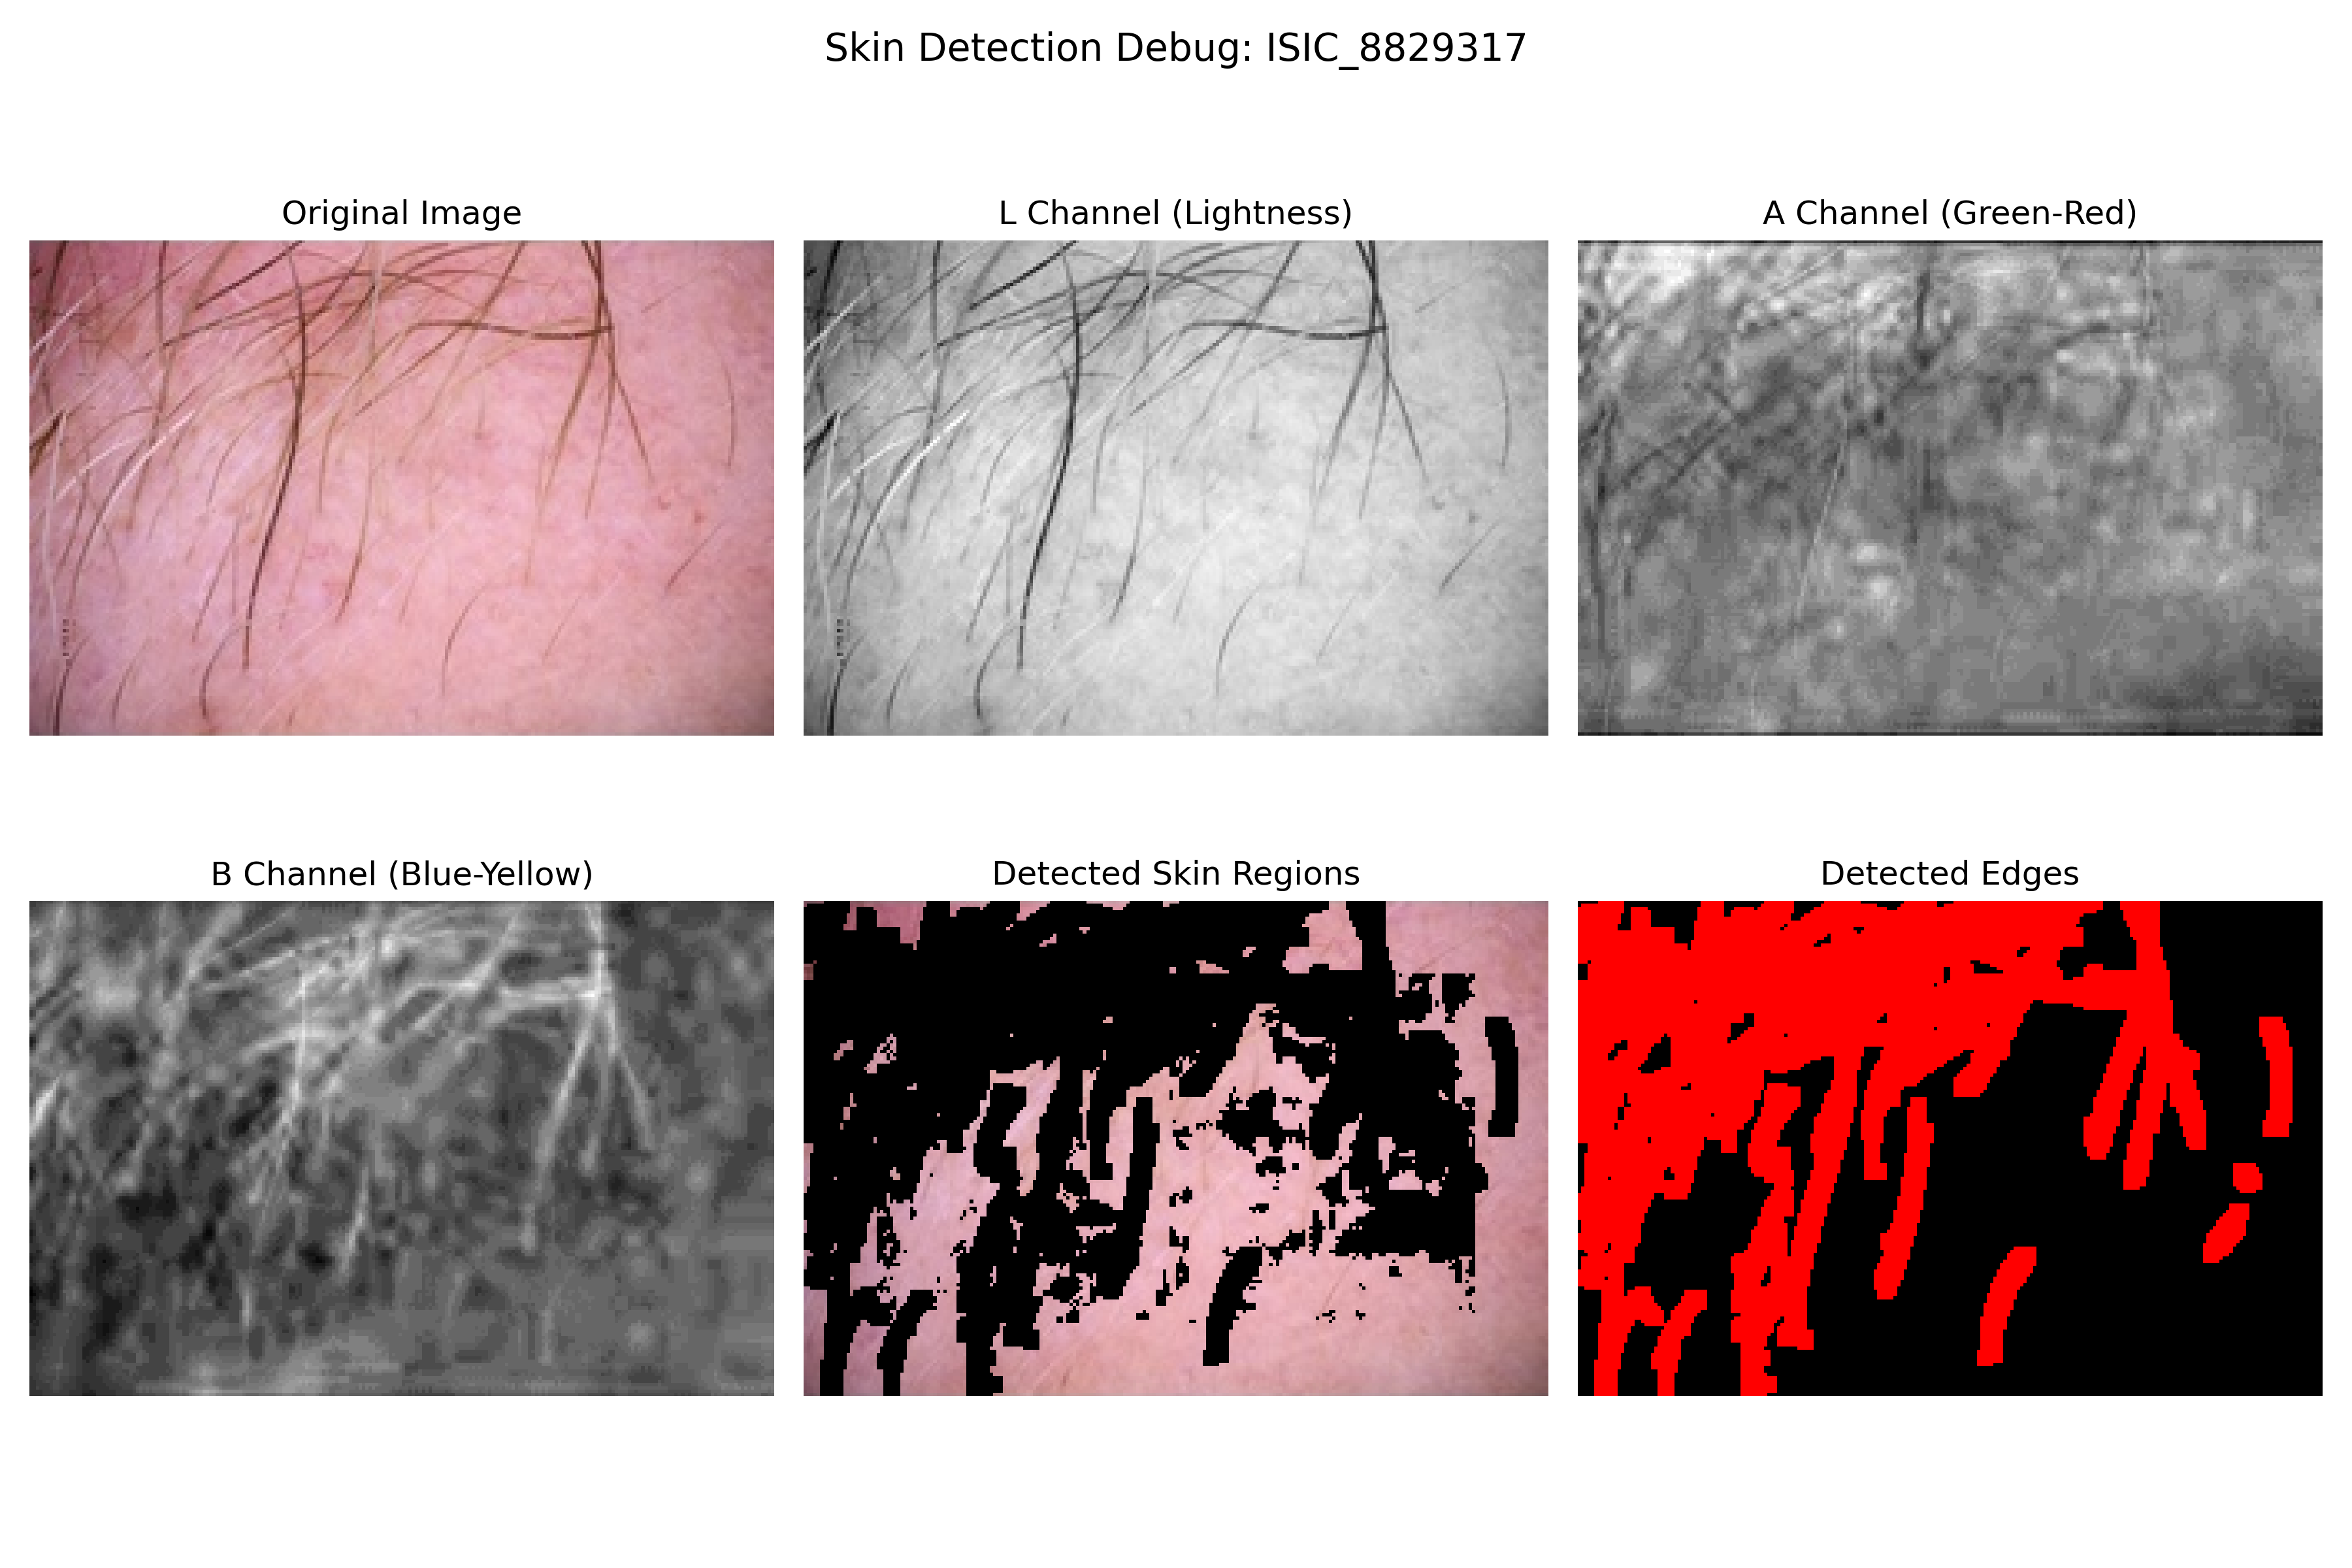 Skin Detection Debug: ISIC_8829317
Original Image
L Channel (Lightness)
A Channel (Green-Red)
B Channel (Blue-Yellow)
Detected Skin Regions
Detected Edges